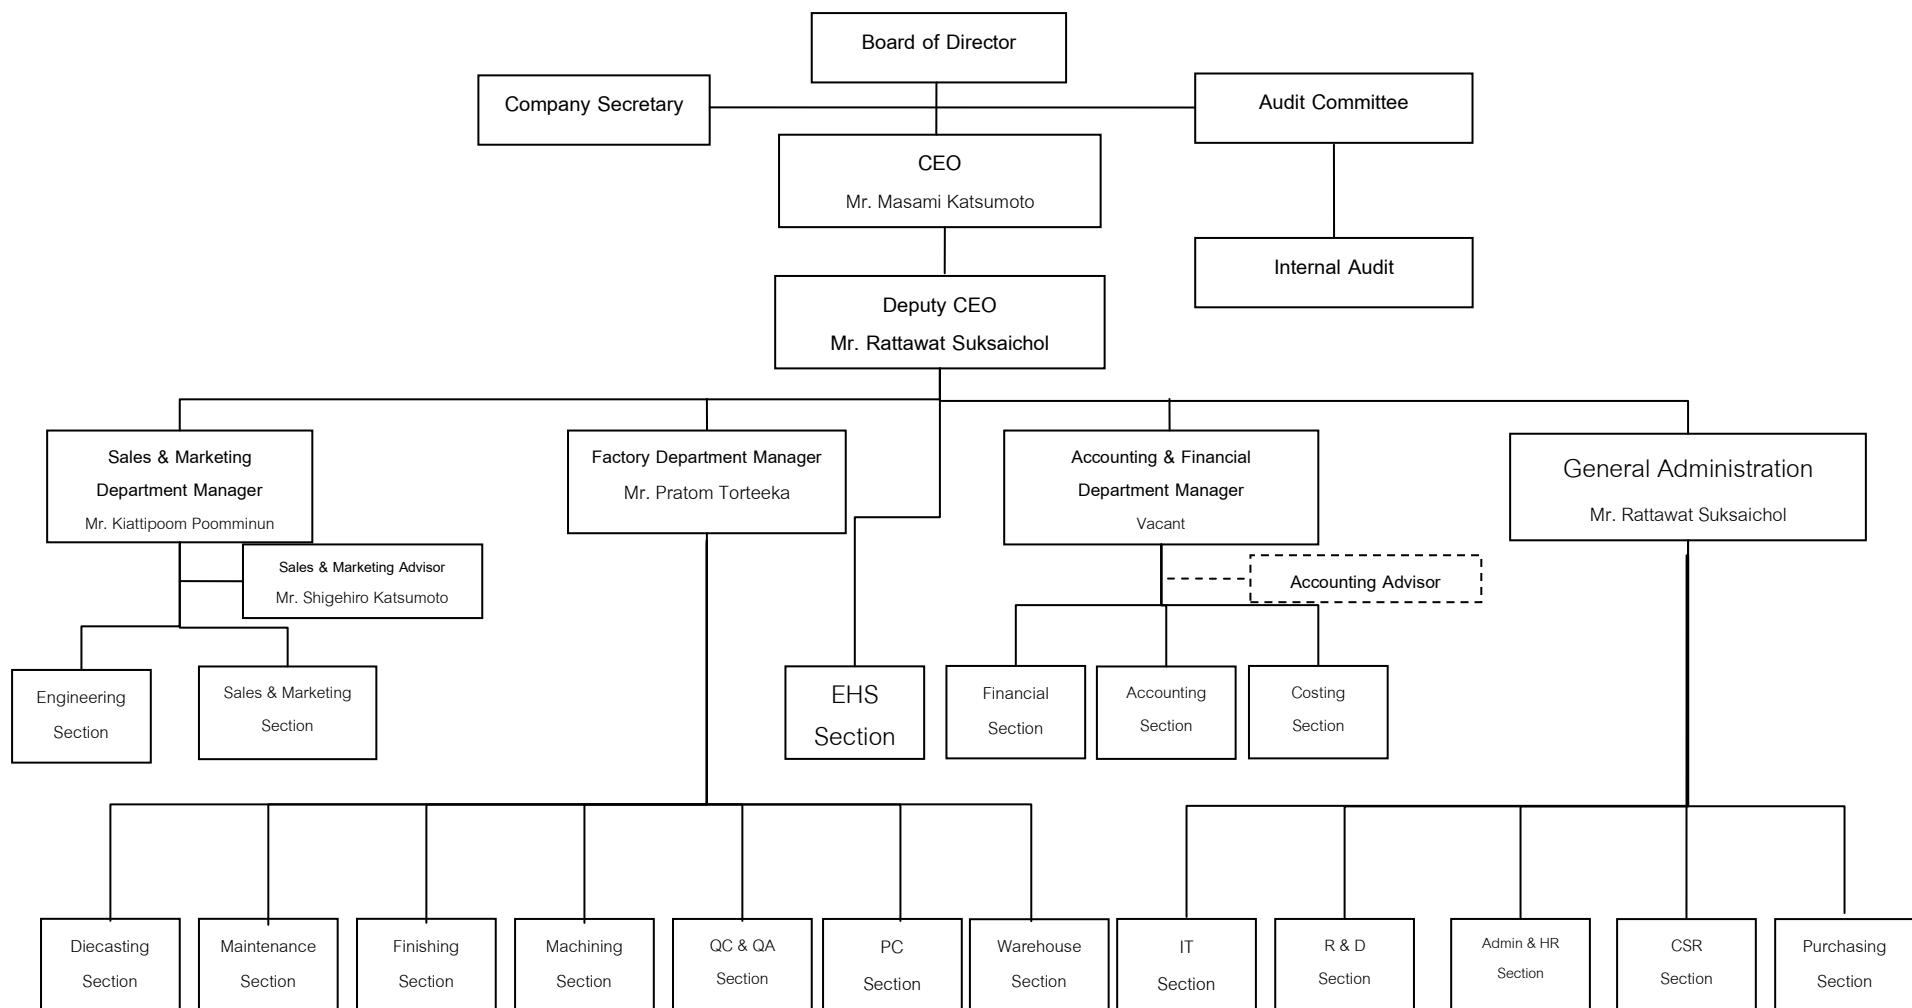 Board of Director
Company Secretary
Audit Committee
CEO
Mr. Masami Katsumoto
Internal Audit
Deputy CEO
Mr. Rattawat Suksaichol
Sales & Marketing
Department Manager
Mr. Kiattipoom Poomminun
Factory Department Manager
Mr. Pratom Torteeka
Accounting & Financial
Department Manager
Vacant
General Administration
Mr. Rattawat Suksaichol
Sales & Marketing Advisor
Mr. Shigehiro Katsumoto
Accounting Advisor
Engineering
Section
Sales & Marketing
Section
EHS
Section
Financial
Section
Accounting
Section
Costing
Section
Diecasting
Section
Maintenance
Section
Finishing
Section
Machining
Section
QC & QA
Section
PC
Section
Warehouse
Section
IT
Section
R & D
Section
Admin & HR
Section
CSR
Section
Purchasing
Section